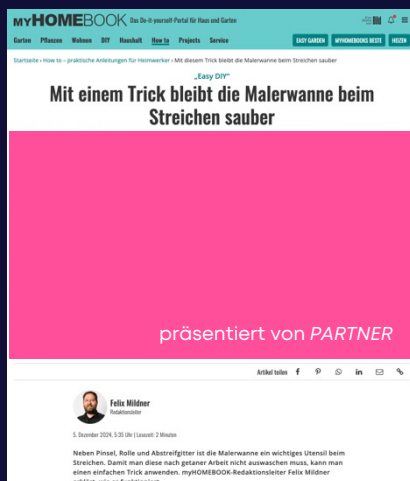 MYHOMEBOOK Das Do-it-yourself-Portal für Haus und Garten
Garten Pflanzen Wohnen DIY Haushalt How to Projects Service EASY GARDEN MYHOMEBOOKS BESTE HEIZEN
Startseite › How to – praktische Anleitungen für Heimwerker › Mit diesem Trick bleibt die Malerwanne beim Streichen sauber
„Easy DIY"
Mit einem Trick bleibt die Malerwanne beim
Streichen sauber
präsentiert von PARTNER
Artikel teilen
Felix Mildner
Redaktionsleiter
5. Dezember 2024, 5:35 Uhr | Lesezeit: 2 Minuten
Neben Pinsel, Rolle und Abstreifgitter ist die Malerwanne ein wichtiges Utensil beim
Streichen. Damit man diese nach getaner Arbeit nicht auswaschen muss, kann man
einen einfachen Trick anwenden. myHOMEBOOK-Redaktionsleiter Felix Mildner